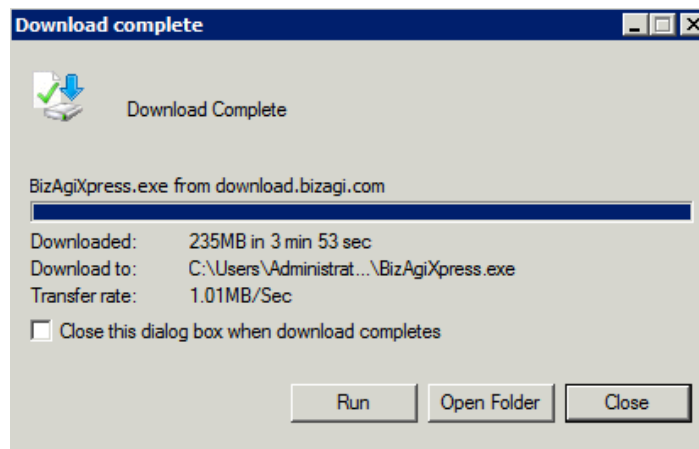 Download complete
Download Complete
BizAgiXpress.exe from download.bizagi.com
Downloaded: 235MB in 3 min 53 sec
Download to: C:\Users\Administrat...\BizAgiXpress.exe
Transfer rate: 1.01MB/Sec
Close this dialog box when download completes
Run Open Folder Close